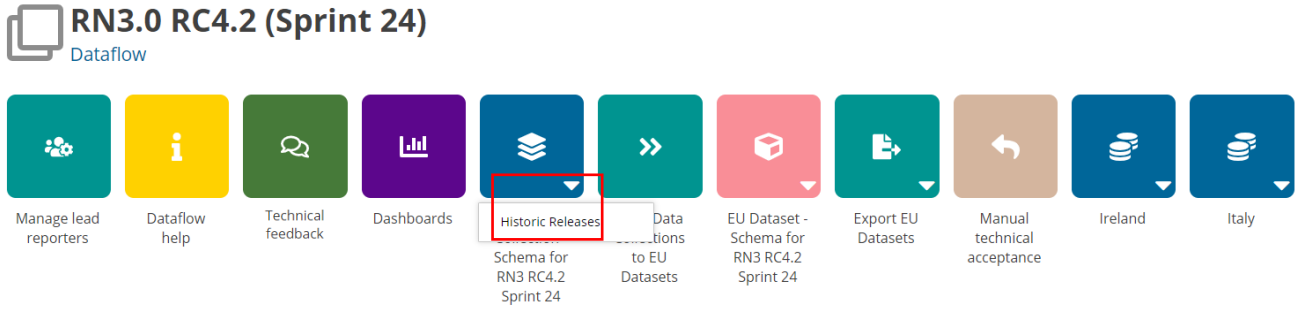 RN3.0 RC4.2 (Sprint 24)
Dataflow
Manage lead
reporters
Dataflow
help
Technical
feedback
Dashboards
Historic Releases
Collection -
Schema for
RN3 RC4.2
Sprint 24
Data
Collections
to EU
Datasets
EU Dataset -
Schema for
RN3 RC4.2
Sprint 24
Export EU
Datasets
Manual
technical
acceptance
Ireland
Italy